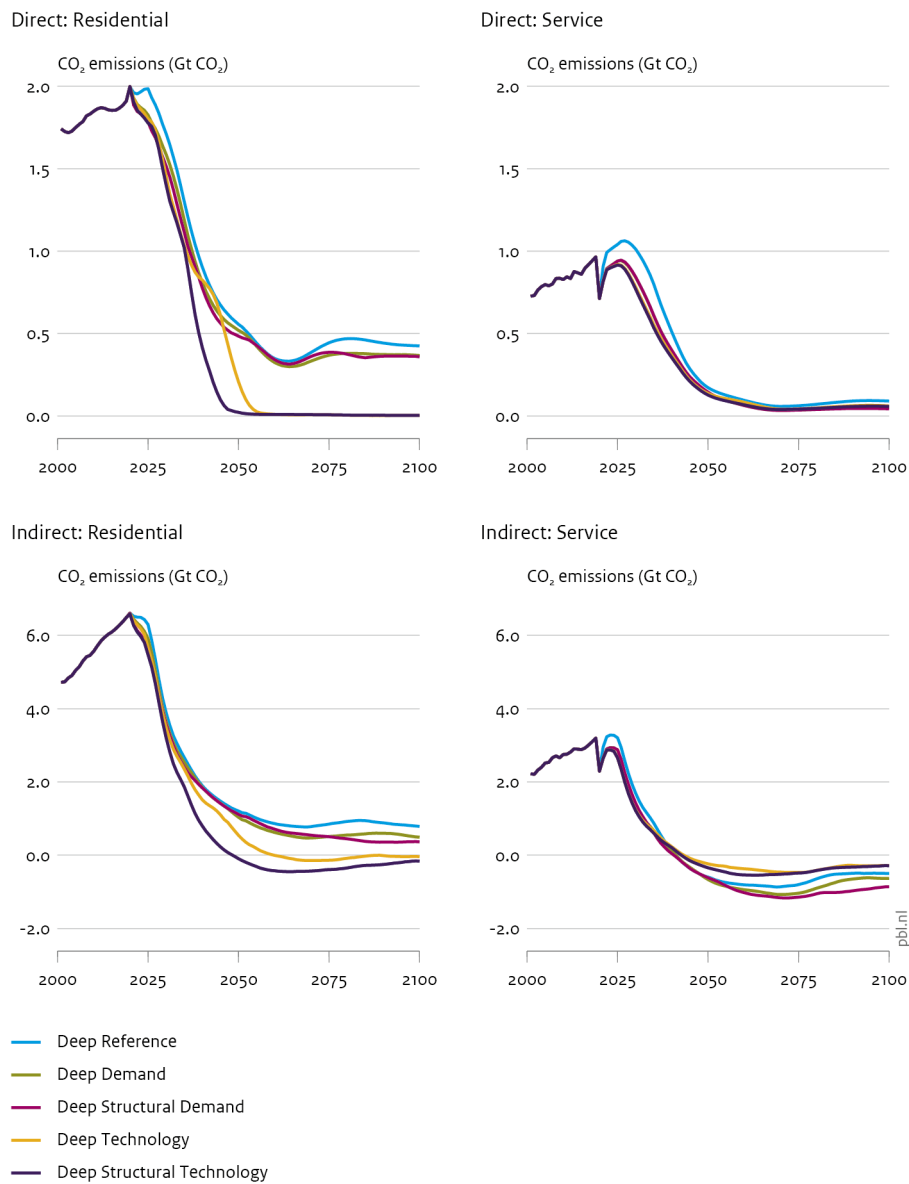 Direct: Residential
Direct: Service
CO₂ emissions (Gt CO₂)
CO₂ emissions (Gt CO₂)
2.0
1.5
1.0
0.5
0.0
2000 2025 2050 2075 2100
2.0
1.5
1.0
0.5
0.0
2000 2025 2050 2075 2100
Indirect: Residential
Indirect: Service
CO₂ emissions (Gt CO₂)
CO₂ emissions (Gt CO₂)
6.0
4.0
2.0
0.0
-2.0
2000 2025 2050 2075 2100
6.0
4.0
2.0
0.0
-2.0
2000 2025 2050 2075 2100
pbl.nl
Deep Reference
Deep Demand
Deep Structural Demand
Deep Technology
Deep Structural Technology